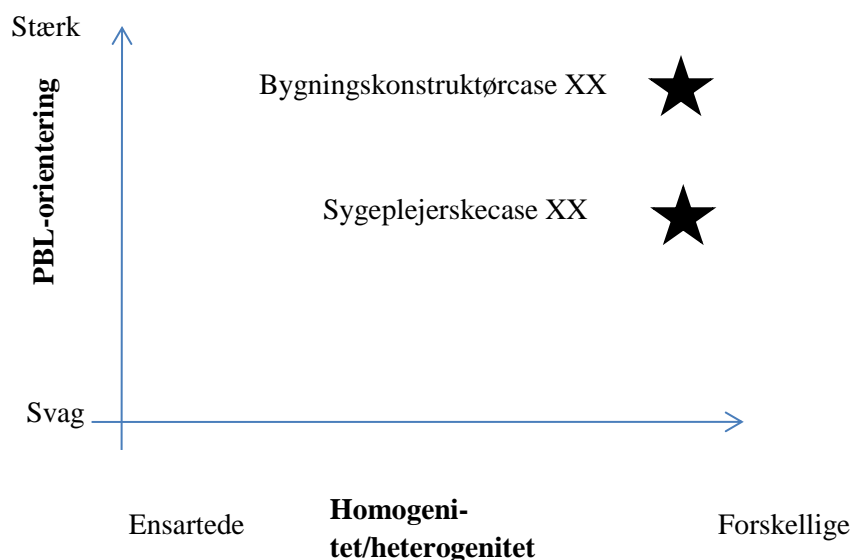 Stærk
Bygningskonstruktørcase XX
PBL-orientering
Sygeplejerskecase XX
Svag
Ensartede
Homogeni-
tet/heterogenitet
Forskellige